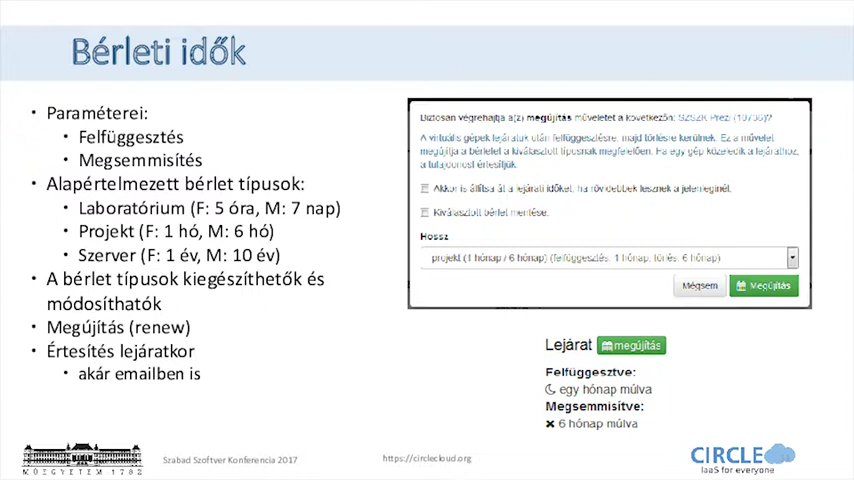 Bérleti idők
• Paraméterei:
• Felfüggesztés
• Megsemmisítés
• Alapértelmezett bérlet típusok:
• Laboratórium (F: 5 óra, M: 7 nap)
• Projekt (F: 1 hó, M: 6 hó)
• Szerver (F: 1 év, M: 10 év)
• A bérlet típusok kiegészíthetők és
módosíthatók
• Megújítás (renew)
• Értesítés lejáratkor
• akár emailben is
Biztosan végrehajtja a(z) megújítás műveletet a következőn: SZSZK Prezi (10736)?
A virtuális gépek lejáratuk után felfüggesztésre, majd törlésre kerülnek. Ez a művelet
megújítja a bérletet a kiválasztott típusnak megfelelően. Ha egy gép közeledik a lejárathoz,
a tulajdonost értesítjük.
Akkor is állítsa át a lejárati időket, ha rövidebbek lesznek a jelenleginél.
Kiválasztott bérlet mentése.
Hossz
projekt (1 hónap / 6 hónap) (felfüggesztés: 1 hónap, törlés: 6 hónap)
Mégsem Megújítás
Lejárat megújítás
Felfüggesztve:
egy hónap múlva
Megsemmisítve:
6 hónap múlva
MŰEGYETEM 1782
Szabad Szoftver Konferencia 2017
https://circlecloud.org
CIRCLE
IaaS for everyone